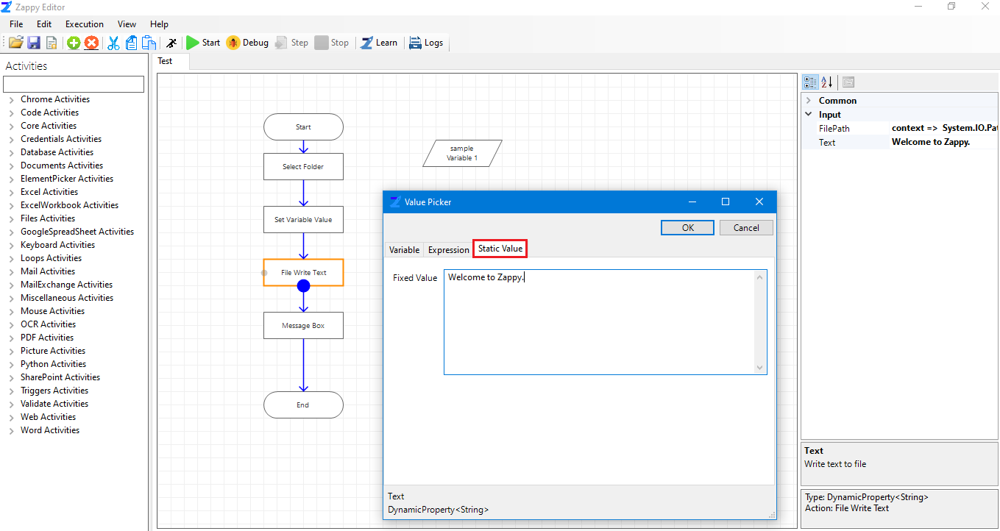 Zappy Editor
File Edit Execution View Help
Start Debug Step Stop Learn Logs
Activities
Chrome Activities
Code Activities
Core Activities
Credentials Activities
Database Activities
Documents Activities
ElementPicker Activities
Excel Activities
ExcelWorkbook Activities
Files Activities
GoogleSpreadSheet Activities
Keyboard Activities
Loops Activities
Mail Activities
MailExchange Activities
Miscellaneous Activities
Mouse Activities
OCR Activities
PDF Activities
Picture Activities
Python Activities
SharePoint Activities
Triggers Activities
Validate Activities
Web Activities
Word Activities
Test
Start
Select Folder
Set Variable Value
File Write Text
Message Box
End
sample
Variable 1
Value Picker
OK Cancel
Variable Expression Static Value
Fixed Value Welcome to Zappy.
Text
DynamicProperty<String>
Common
Input
FilePath context => System.IO.Pat
Text Welcome to Zappy.
Text
Write text to file
Type: DynamicProperty<String>
Action: File Write Text